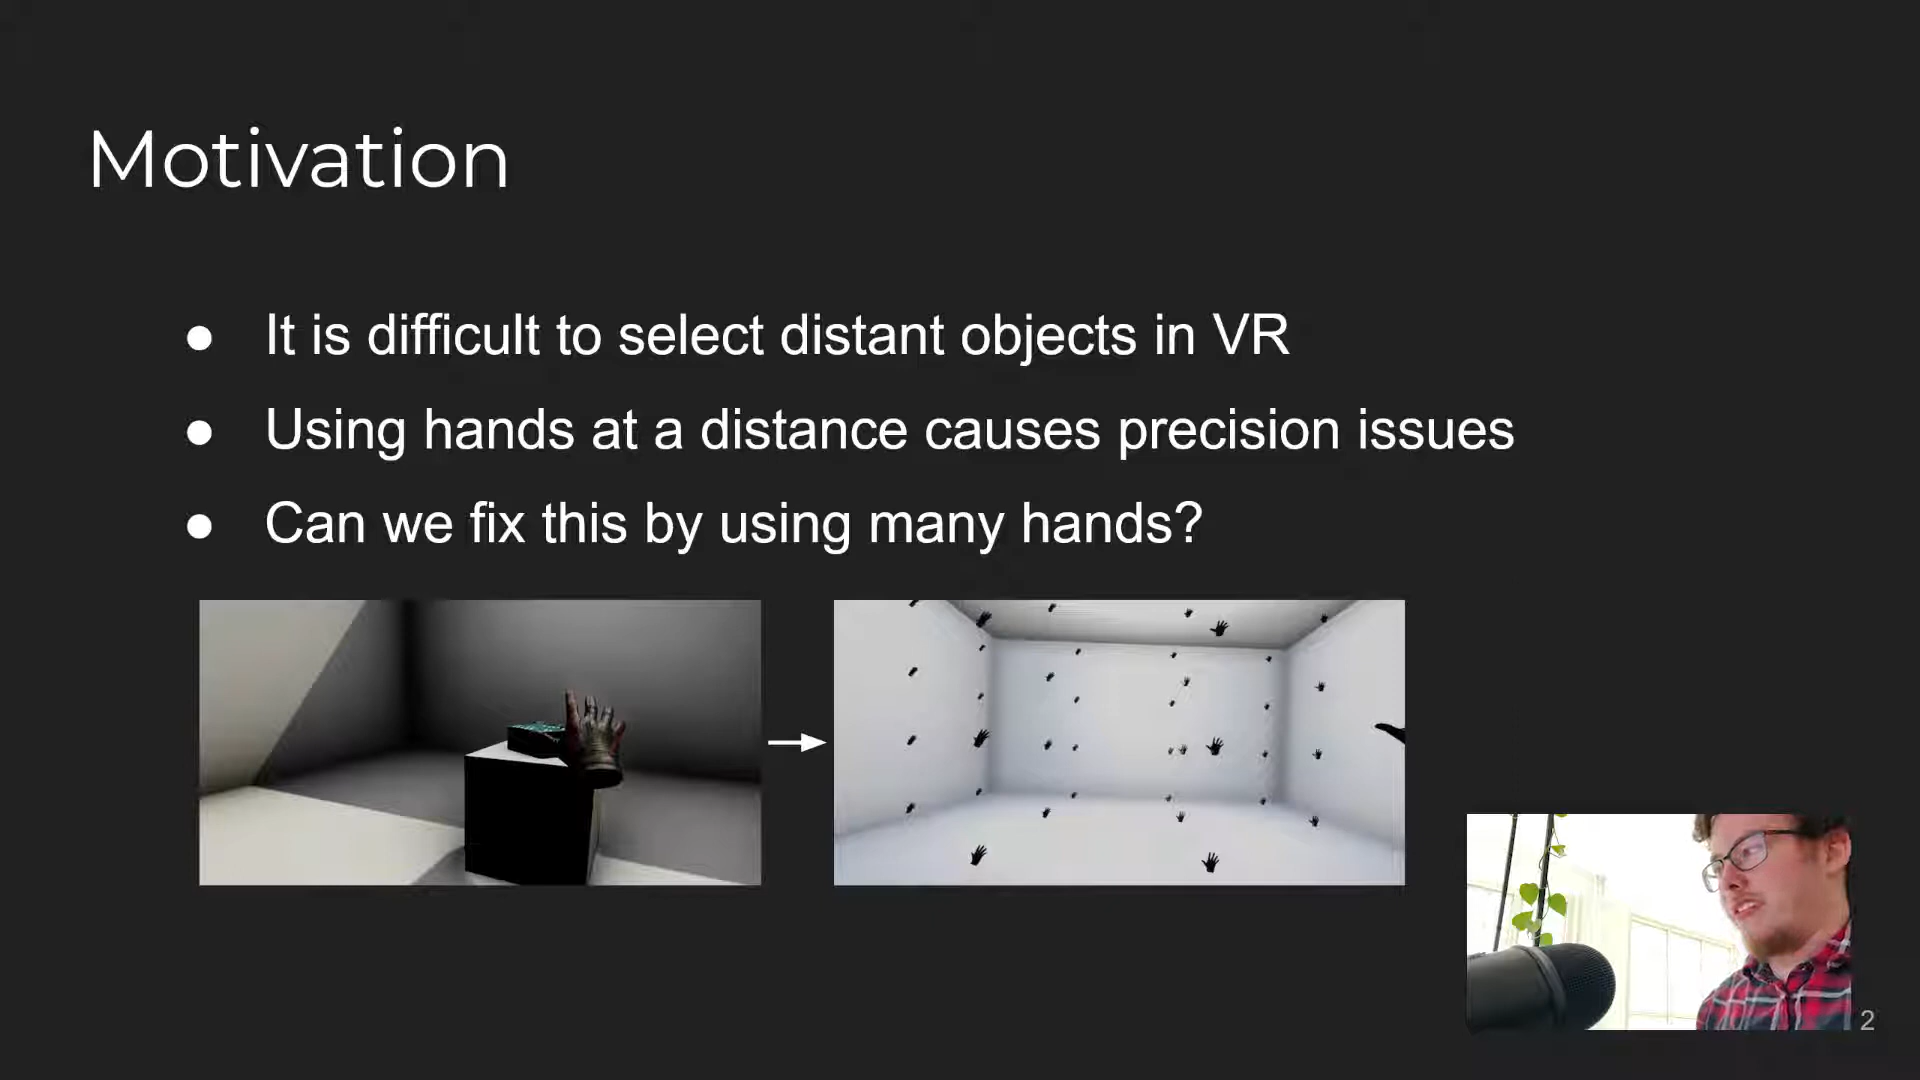 Motivation
● It is difficult to select distant objects in VR
● Using hands at a distance causes precision issues
● Can we fix this by using many hands?
2